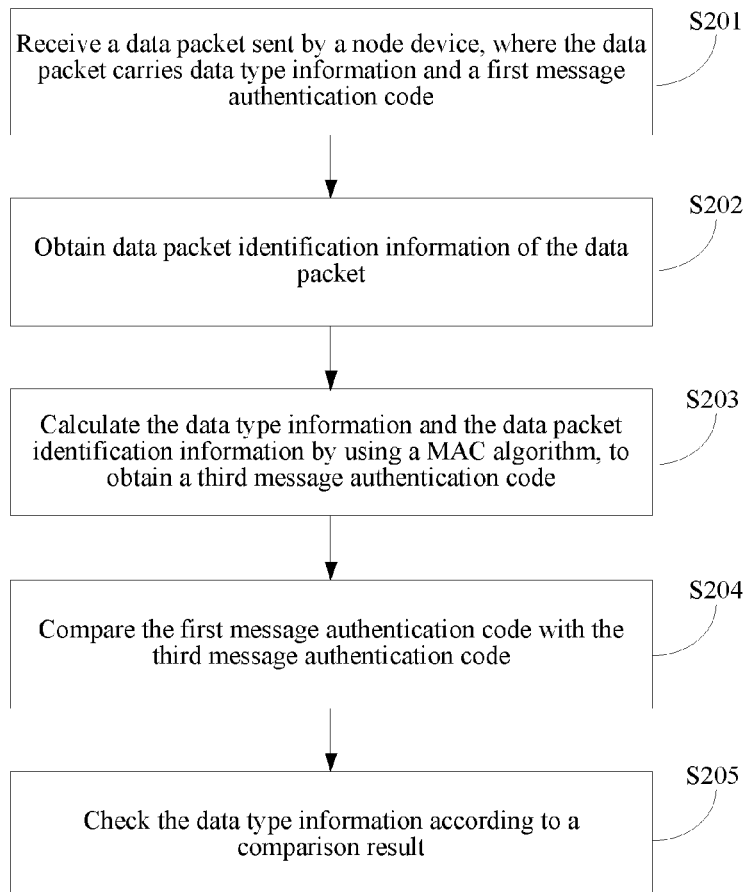 S201
Receive a data packet sent by a node device, where the data
packet carries data type information and a first message
authentication code
S202
Obtain data packet identification information of the data
packet
S203
Calculate the data type information and the data packet
identification information by using a MAC algorithm, to
obtain a third message authentication code
S204
Compare the first message authentication code with the
third message authentication code
S205
Check the data type information according to a
comparison result